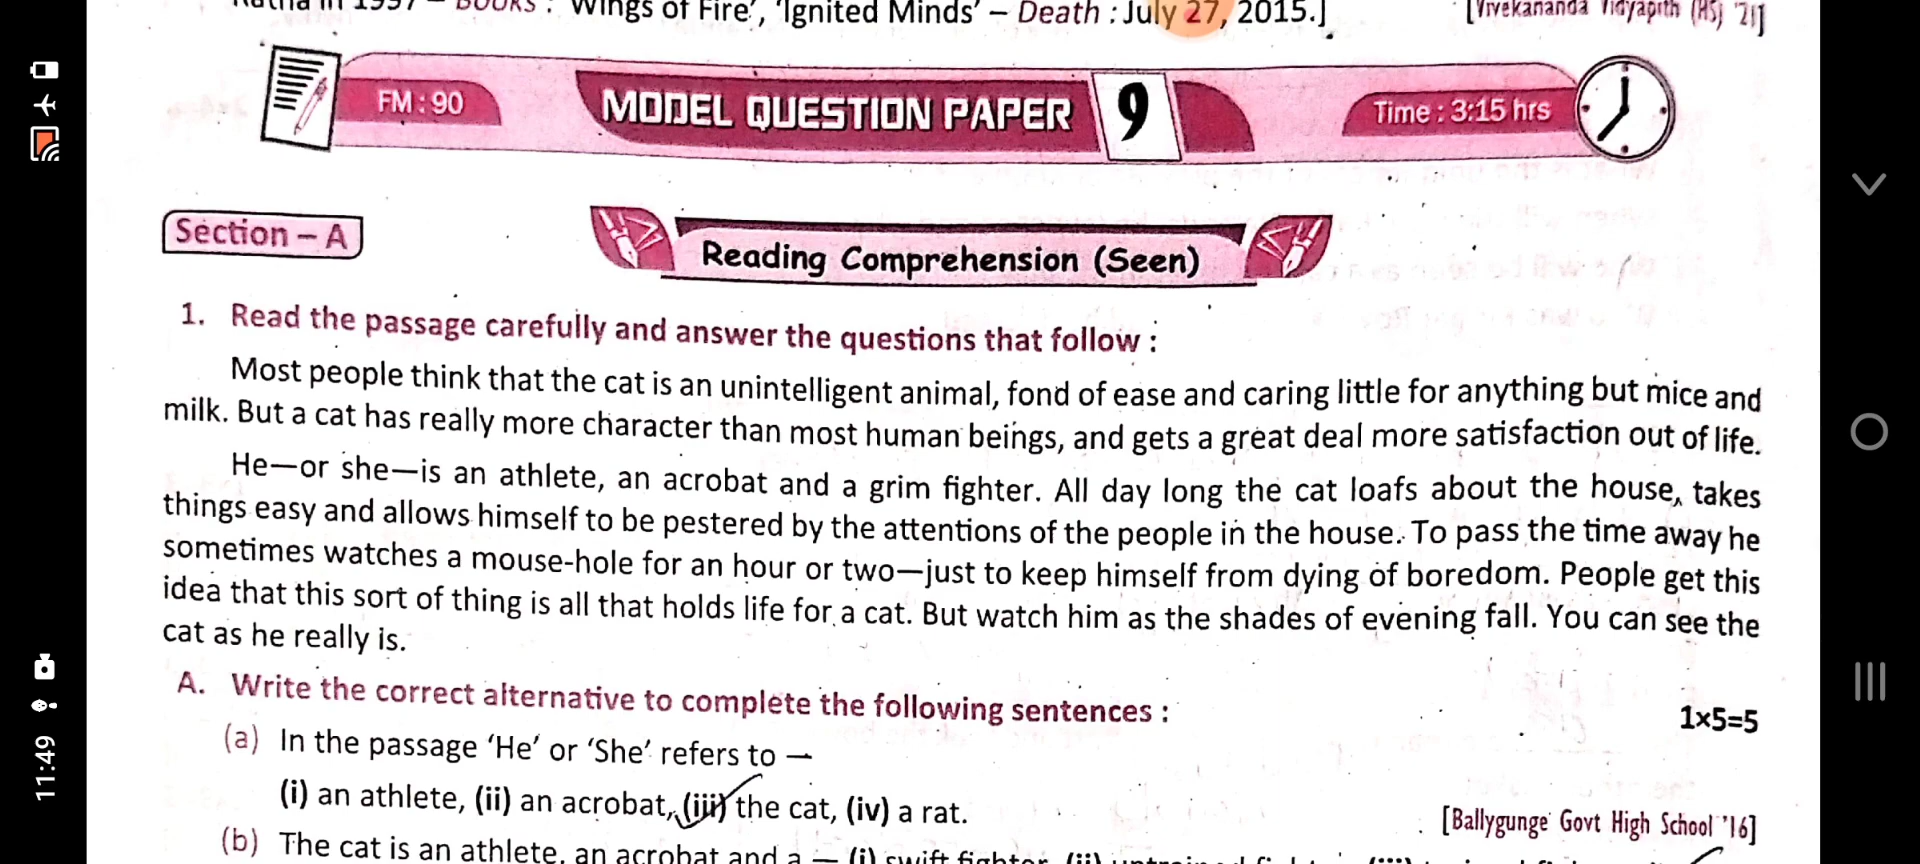 in 1997 – BOOKS : 'Wings of Fire', 'Ignited Minds' – Death : July 27, 2015.]
[Vivekananda Vidyapith (HS) '21]
FM : 90
MODEL QUESTION PAPER 9
Time : 3:15 hrs
Section – A
Reading Comprehension (Seen)
1. Read the passage carefully and answer the questions that follow :
Most people think that the cat is an unintelligent animal, fond of ease and caring little for anything but mice and
milk. But a cat has really more character than most human beings, and gets a great deal more satisfaction out of life.
He—or she—is an athlete, an acrobat and a grim fighter. All day long the cat loafs about the house, takes
things easy and allows himself to be pestered by the attentions of the people in the house. To pass the time away he
sometimes watches a mouse-hole for an hour or two—just to keep himself from dying of boredom. People get this
idea that this sort of thing is all that holds life for a cat. But watch him as the shades of evening fall. You can see the
cat as he really is.
A. Write the correct alternative to complete the following sentences : 1×5=5
(a) In the passage 'He' or 'She' refers to —
(i) an athlete, (ii) an acrobat, (iii) the cat, (iv) a rat.
[Ballygunge Govt High School '16]
(b) The cat is an athlete, an acrobat and a — (i) swift fighter, (ii)
11:49